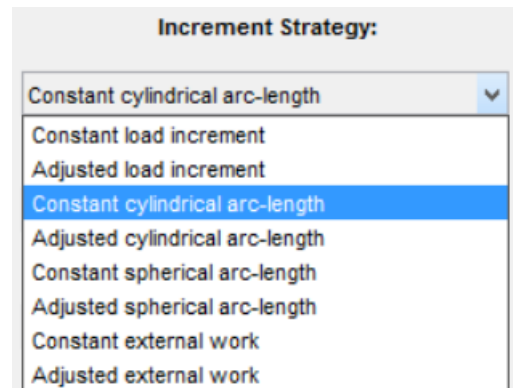 Increment Strategy:
Constant cylindrical arc-length
Constant load increment
Adjusted load increment
Constant cylindrical arc-length
Adjusted cylindrical arc-length
Constant spherical arc-length
Adjusted spherical arc-length
Constant external work
Adjusted external work